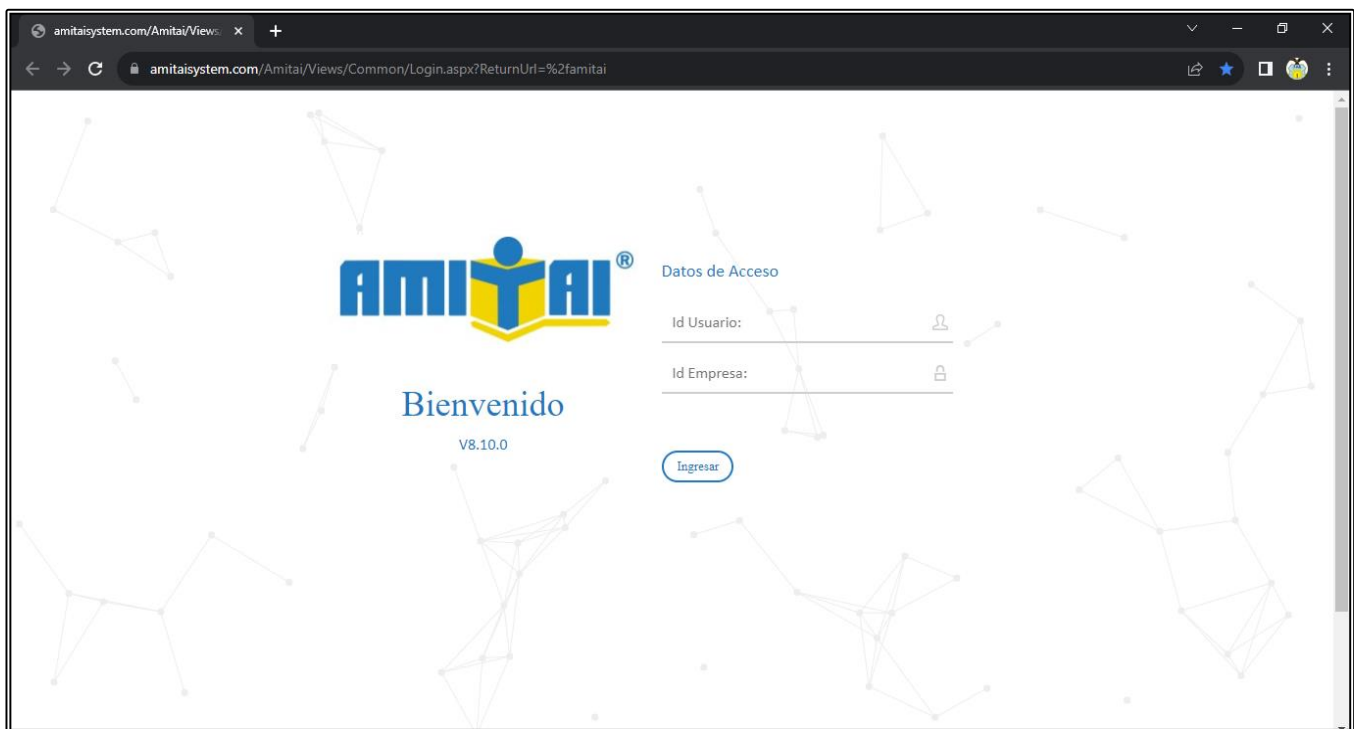 amitaisystem.com/Amitai/Views
amitaisystem.com/Amitai/Views/Common/Login.aspx?ReturnUrl=%2famitai
AMITAI®
Bienvenido
V8.10.0
Datos de Acceso
Id Usuario:
Id Empresa:
Ingresar